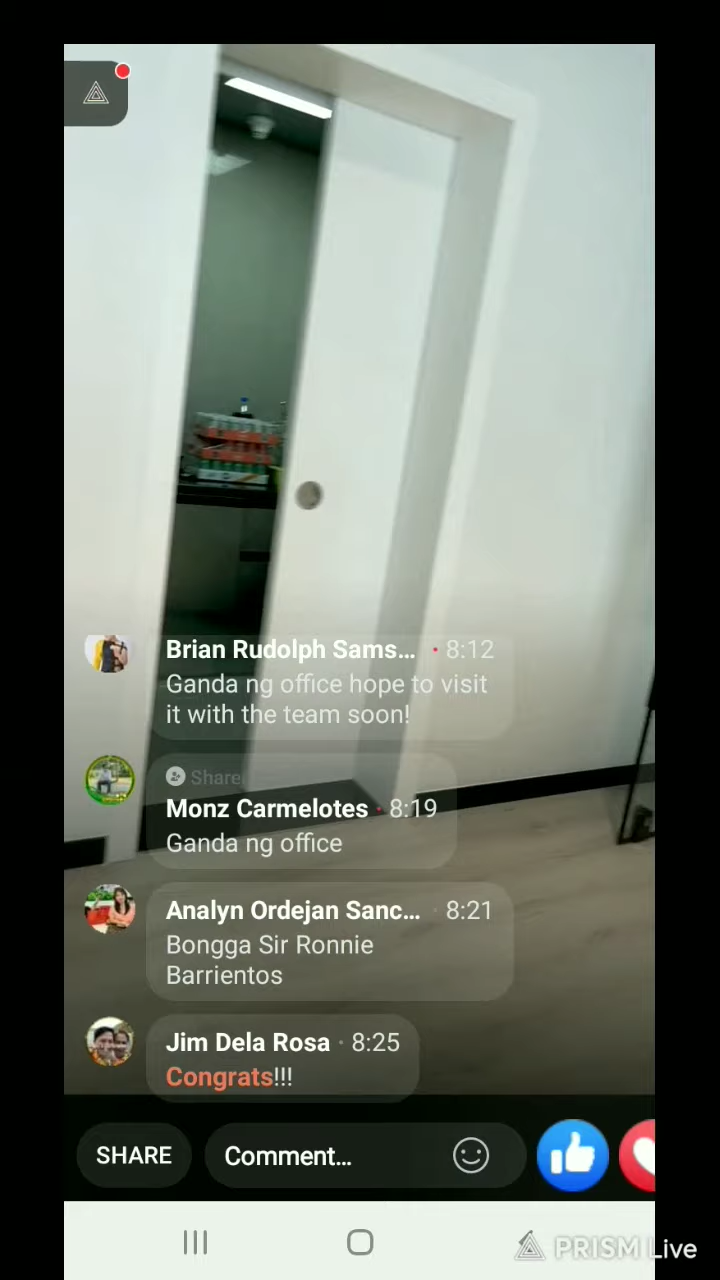 Brian Rudolph Sams... • 8:12
Ganda ng office hope to visit
it with the team soon!
Share
Monz Carmelotes • 8:19
Ganda ng office
Analyn Ordejan Sanc... · 8:21
Bongga Sir Ronnie
Barrientos
Jim Dela Rosa · 8:25
Congrats!!!
SHARE
Comment...
PRISM Live